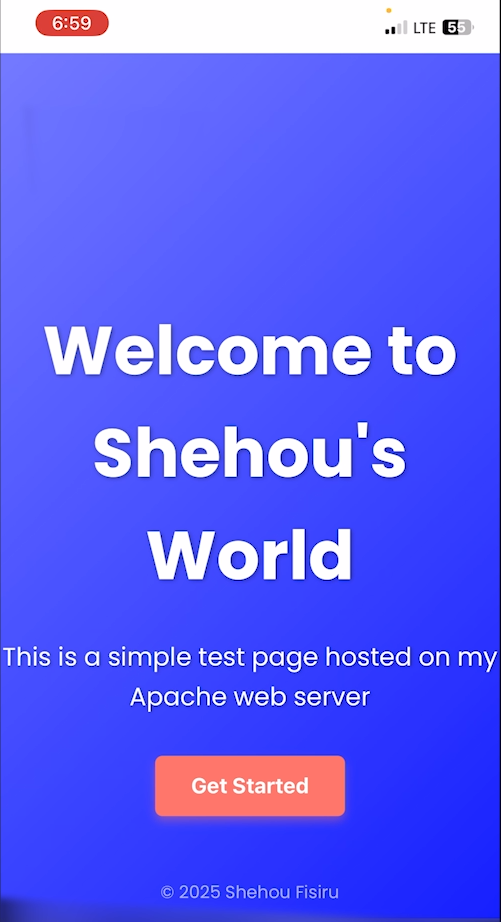 6:59
LTE 55
Welcome to
Shehou's
World
This is a simple test page hosted on my
Apache web server
Get Started
© 2025 Shehou Fisiru